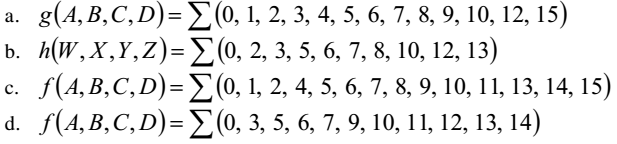 a. g(A,B,C,D)=∑(0, 1, 2, 3, 4, 5, 6, 7, 8, 9, 10, 12, 15)
b. h(W,X,Y,Z)=∑(0, 2, 3, 5, 6, 7, 8, 10, 12, 13)
c. f(A,B,C,D)=∑(0, 1, 2, 4, 5, 6, 7, 8, 9, 10, 11, 13, 14, 15)
d. f(A,B,C,D)=∑(0, 3, 5, 6, 7, 9, 10, 11, 12, 13, 14)